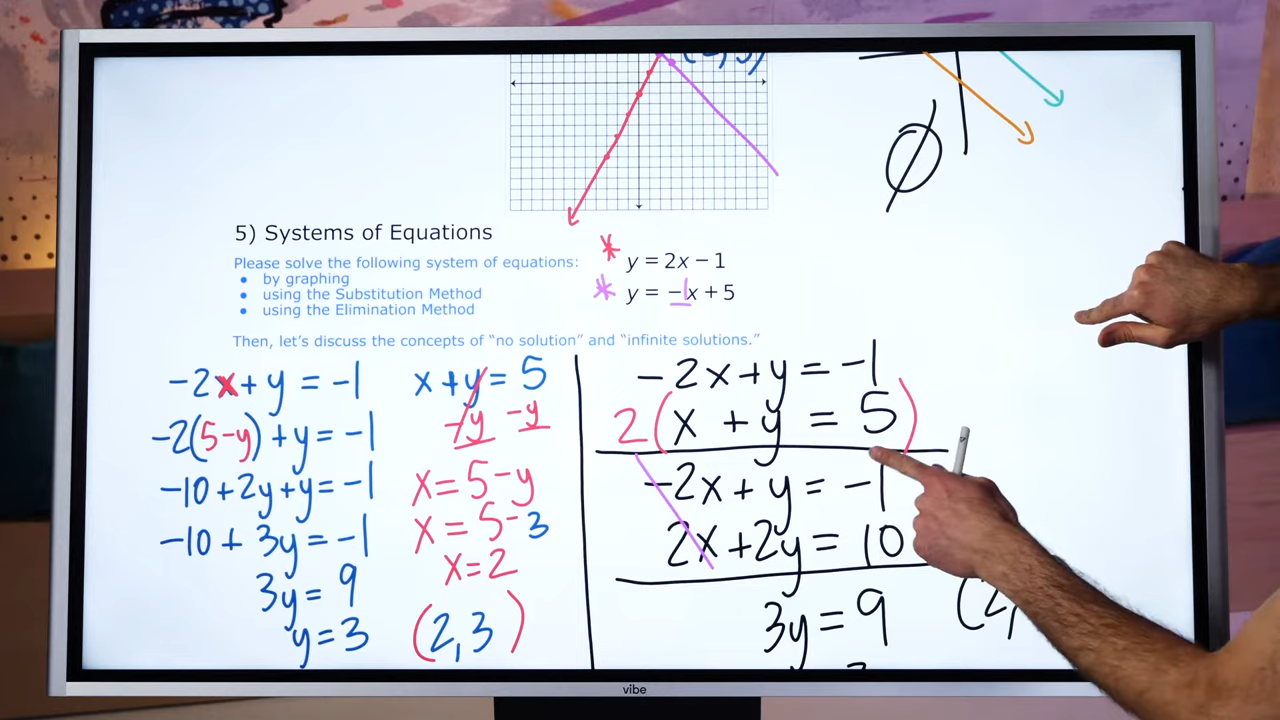 5) Systems of Equations
Please solve the following system of equations:
• by graphing
• using the Substitution Method
• using the Elimination Method
* y = 2x − 1
* y = −1x + 5
Then, let's discuss the concepts of "no solution" and "infinite solutions."
-2x + y = -1
-2(5-y) + y = -1
-10+2y+y = -1
-10 + 3y = -1
3y = 9
y = 3
x + y = 5
-y -y
x = 5-y
x = 5-3
x=2
(2,3)
-2x+y = -1
2(x + y = 5)
-2x + y = -1
2x+2y = 10
3y = 9
(2,
∅
vibe